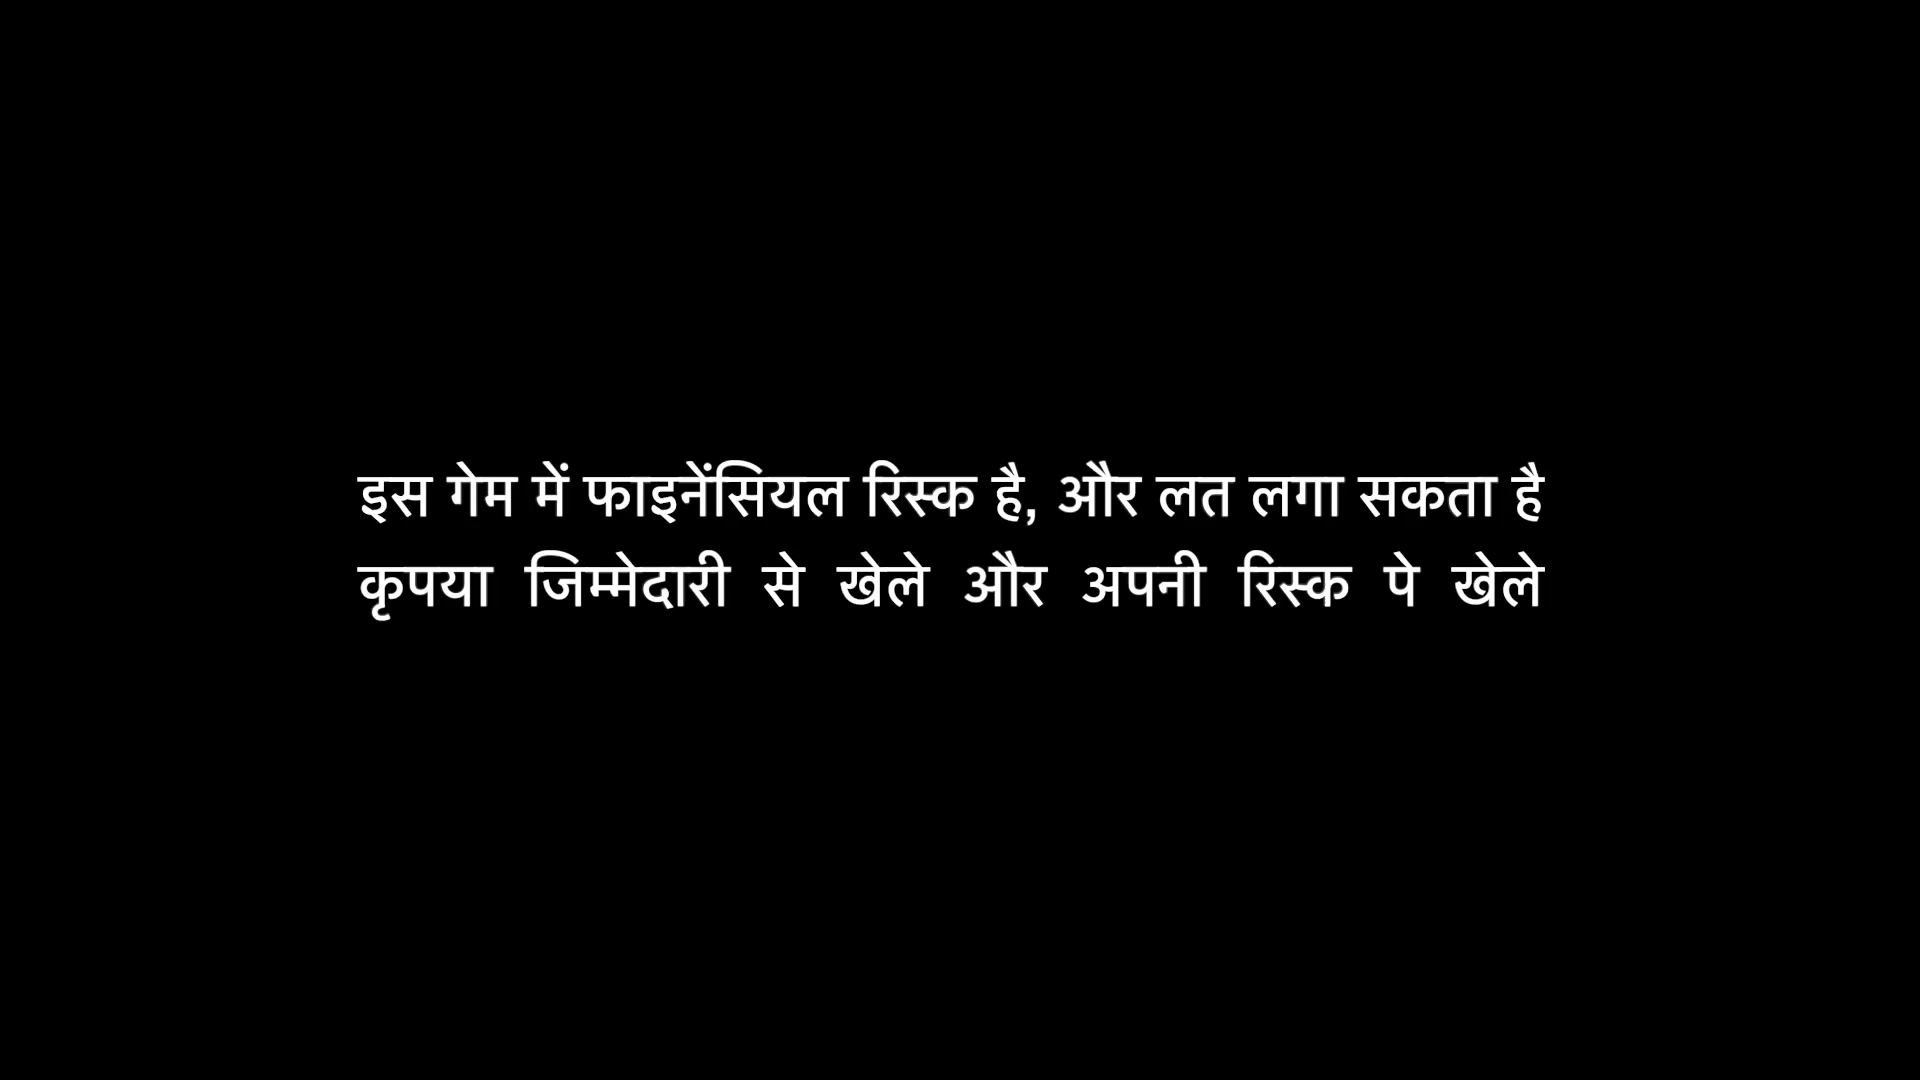 इस गेम में फाइनेंसियल रिस्क है, और लत लगा सकता है
कृपया जिम्मेदारी से खेले और अपनी रिस्क पे खेले